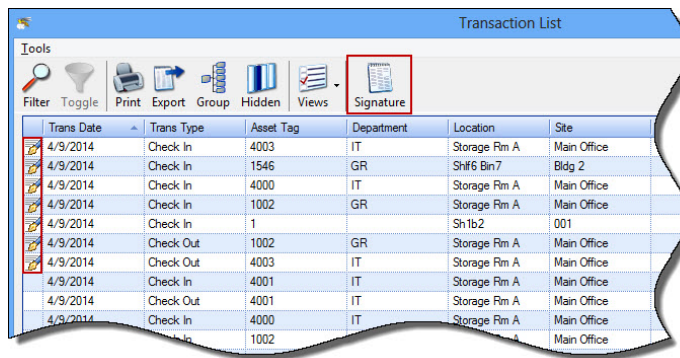 Transaction List
Tools
Filter Toggle Print Export Group Hidden Views Signature
Trans Date Trans Type Asset Tag Department Location Site
4/9/2014 Check In 4003 IT Storage Rm A Main Office
4/9/2014 Check In 1546 GR Shlf6 Bin7 Bldg 2
4/9/2014 Check In 4000 IT Storage Rm A Main Office
4/9/2014 Check In 1002 GR Storage Rm A Main Office
4/9/2014 Check In 1 Sh1b2 001
4/9/2014 Check Out 1002 GR Storage Rm A Main Office
4/9/2014 Check Out 4003 IT Storage Rm A Main Office
4/9/2014 Check In 4001 IT Storage Rm A Main Office
4/9/2014 Check Out 4001 IT Storage Rm A Main Office
4/9/2014 Check In 4000 IT Storage Rm A Main Office
In 1002 Rm A Main Office